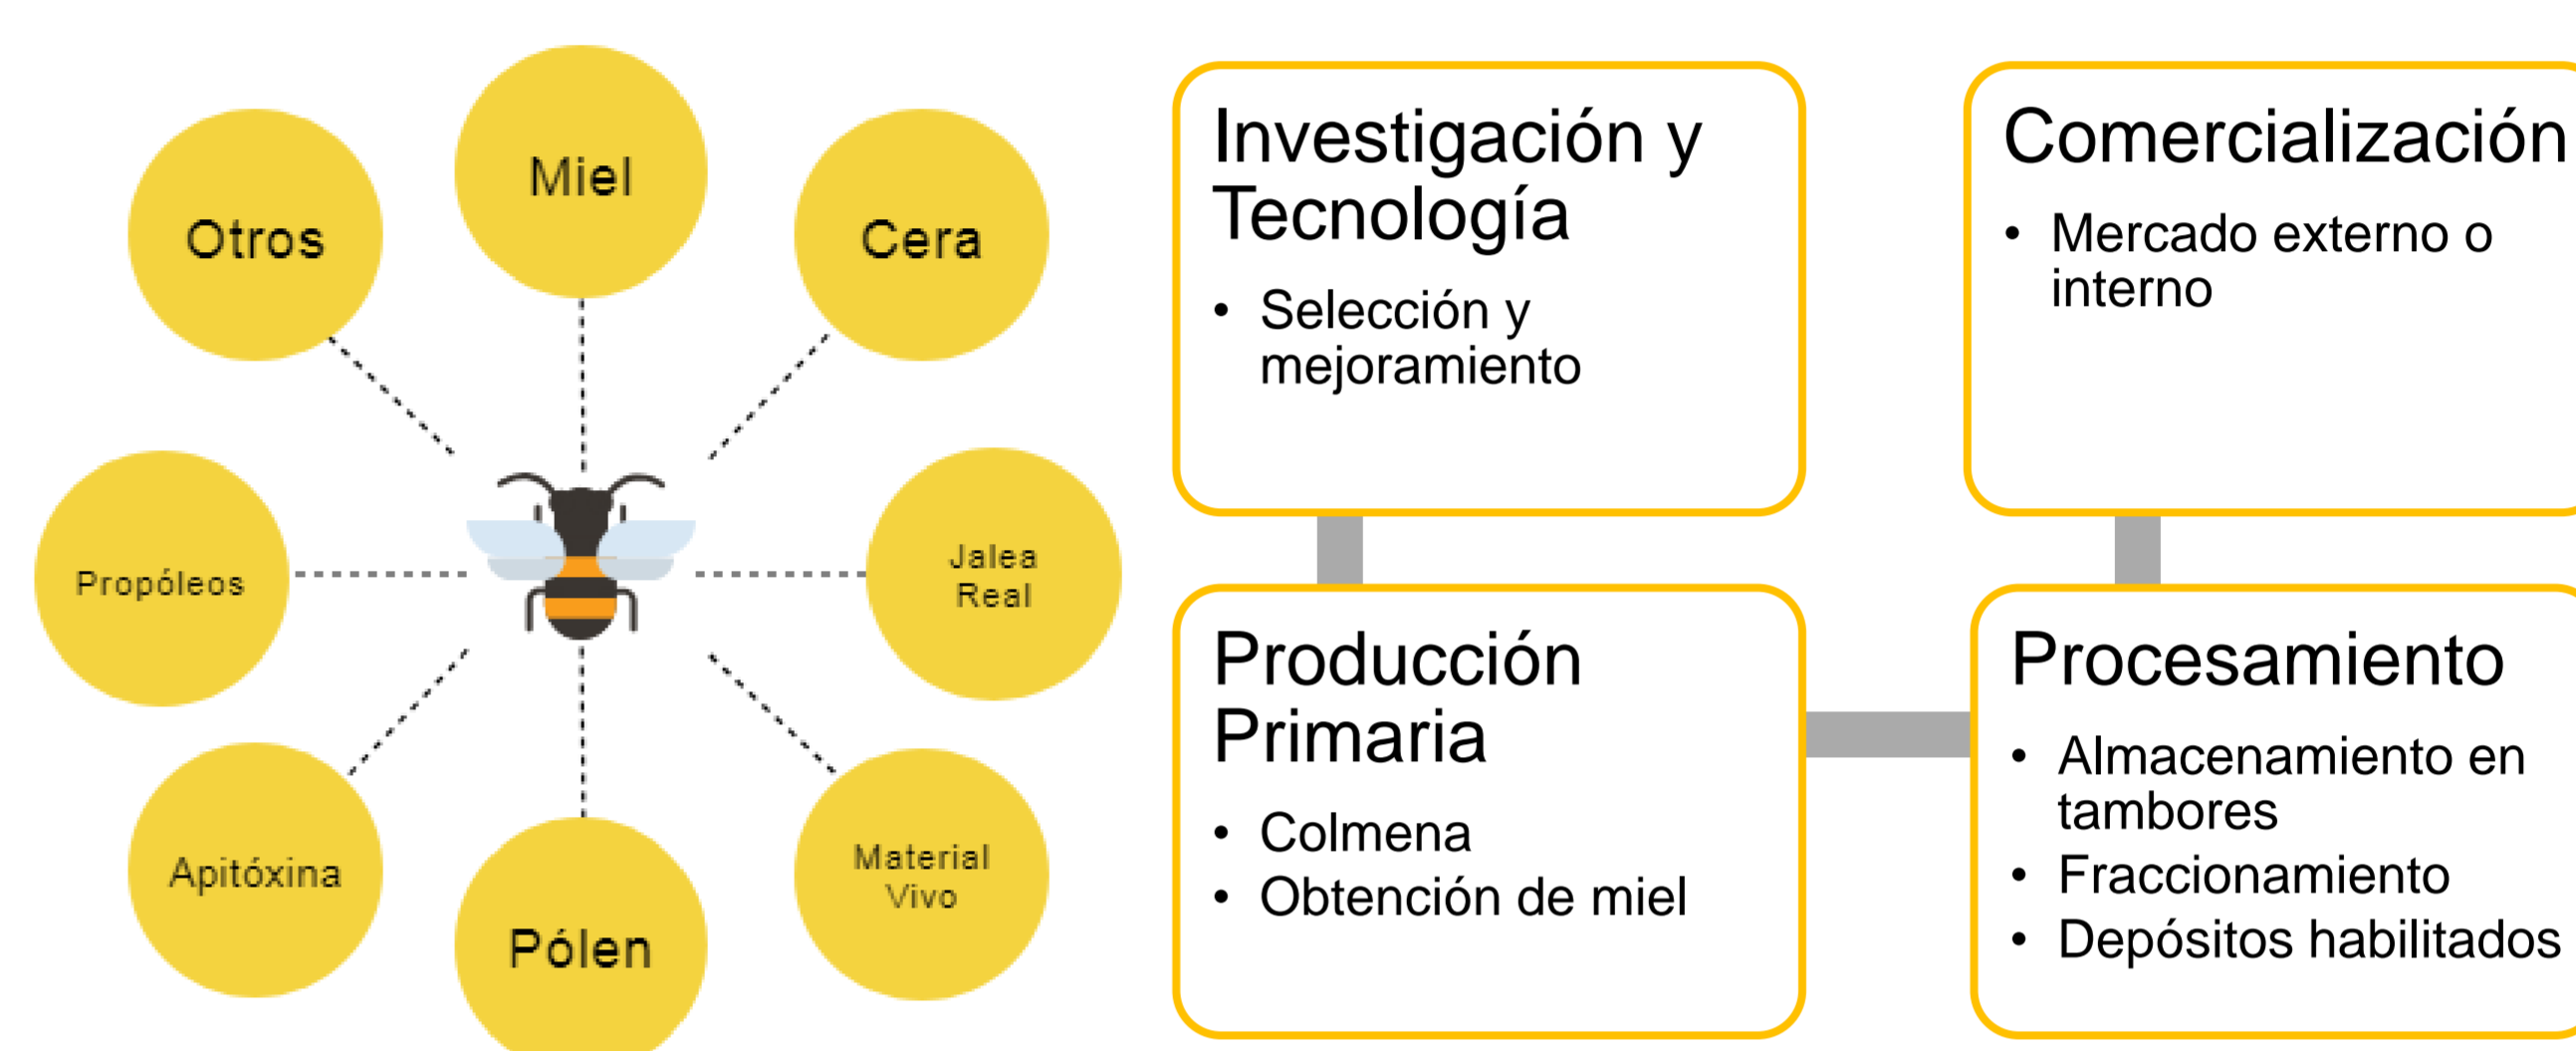 Miel
Otros
Cera
Propóleos
Jalea
Real
Apitóxina
Material
Vivo
Pólen
Investigación y
Tecnología
• Selección y
mejoramiento
Comercialización
• Mercado externo o
interno
Producción
Primaria
• Colmena
• Obtención de miel
Procesamiento
• Almacenamiento en
tambores
• Fraccionamiento
• Depósitos habilitados